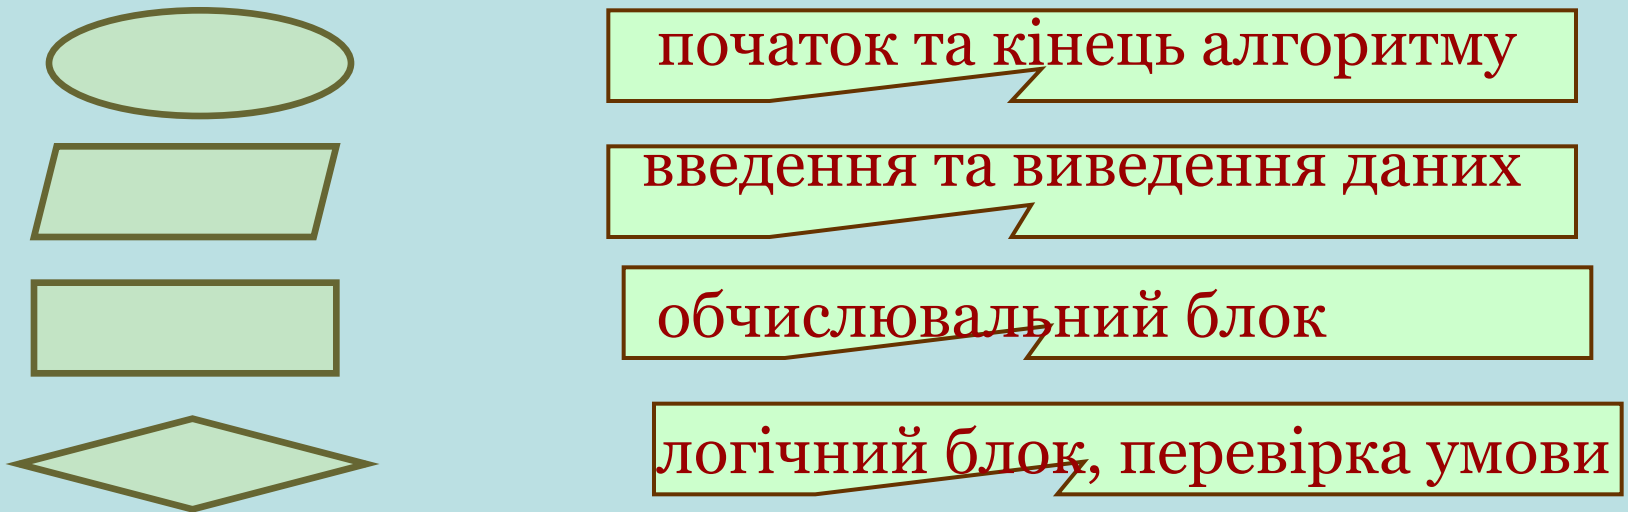 початок та кінець алгоритму
введення та виведення даних
обчислювальний блок
логічний блок, перевірка умови